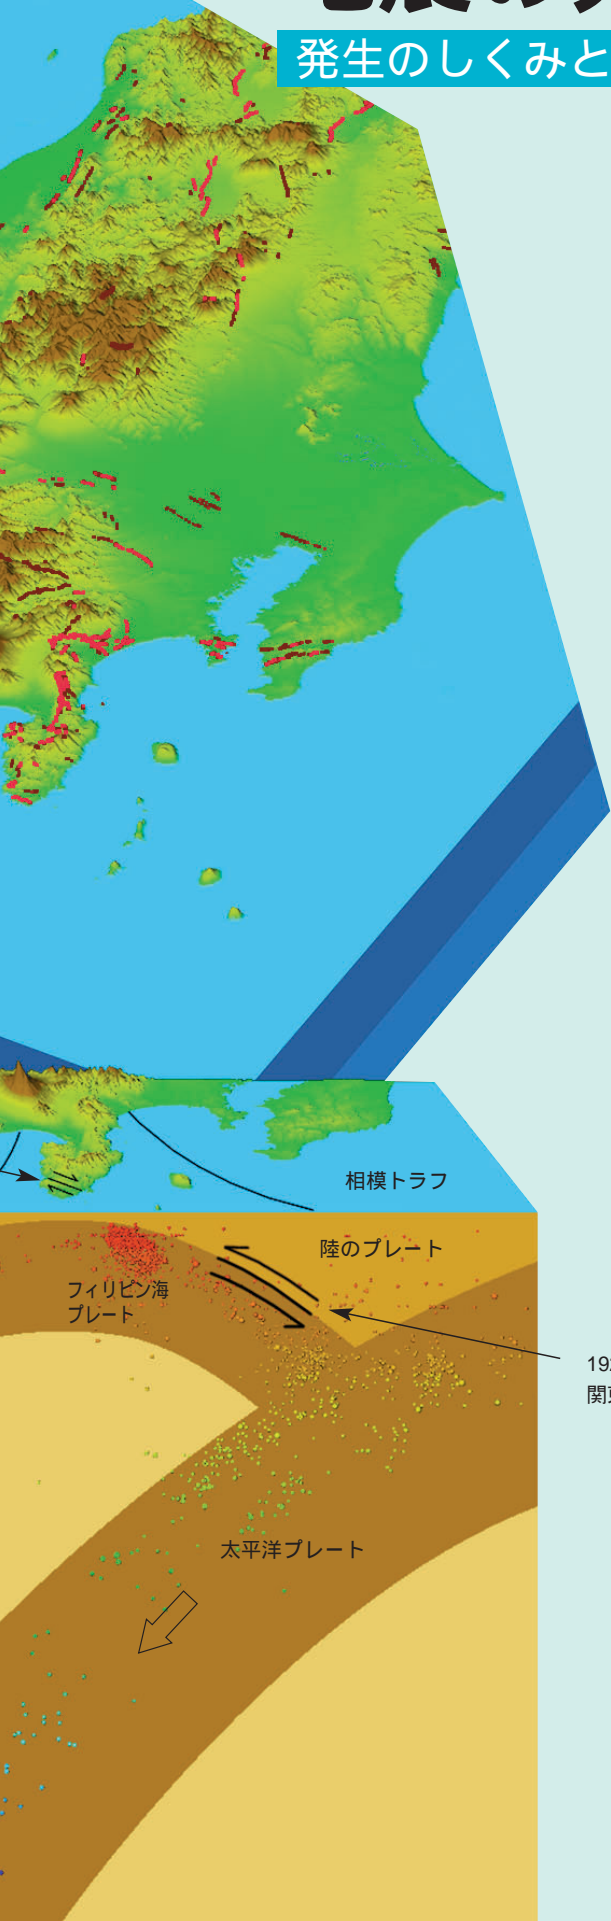 発生のしくみと
相模トラフ
陸のプレート
フィリピン海
プレート
太平洋プレート